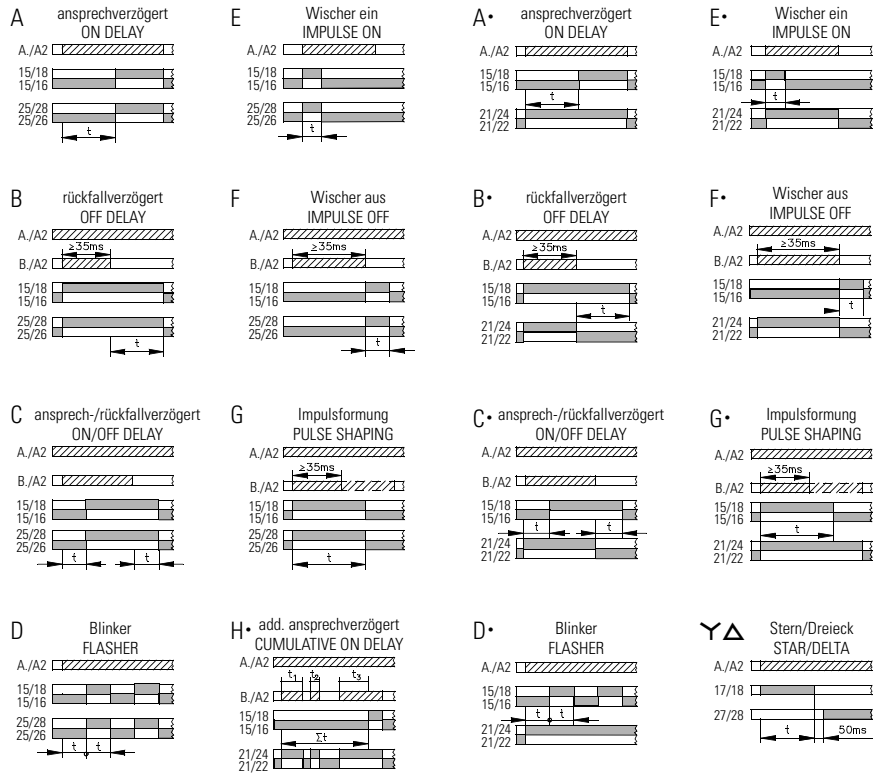 A ansprechverzögert
ON DELAY
A./A2
15/18
15/16
25/28
25/26
t
E Wischer ein
IMPULSE ON
15/18
15/16
25/28
25/26
t
A• ansprechverzögert
ON DELAY
A./A2
15/18
15/16
t
21/24
21/22
E• Wischer ein
IMPULSE ON
A./A2
15/18
15/16
t
21/24
21/22
B rückfallverzögert
OFF DELAY
A./A2
≥35ms
B./A2
15/18
15/16
25/28
25/26
t
F Wischer aus
IMPULSE OFF
A./A2
≥35ms
B./A2
15/18
15/16
25/28
25/26
t
B• rückfallverzögert
OFF DELAY
A./A2
≥35ms
B./A2
15/18
15/16
t
21/24
21/22
F• Wischer aus
IMPULSE OFF
A./A2
≥35ms
B./A2
15/18
15/16
t
21/24
21/22
C ansprech-/rückfallverzögert
ON/OFF DELAY
A./A2
B./A2
15/18
15/16
25/28
25/26
t t
G Impulsformung
PULSE SHAPING
A./A2
≥35ms
B./A2
15/18
15/16
25/28
25/26
t
C• ansprech-/rückfallverzögert
ON/OFF DELAY
A./A2
B./A2
15/18
15/16
t t
21/24
21/22
G• Impulsformung
PULSE SHAPING
A./A2
≥35ms
B./A2
15/18
15/16
t
21/24
21/22
D Blinker
FLASHER
A./A2
15/18
15/16
25/28
25/26
t t
H• add. ansprechverzögert
CUMULATIVE ON DELAY
A./A2
t1 t2 t3
B./A2
15/18
15/16
Σt
21/24
21/22
D• Blinker
FLASHER
A./A2
15/18
15/16
t t
21/24
21/22
Stern/Dreieck
STAR/DELTA
A./A2
17/18
27/28
t 50ms